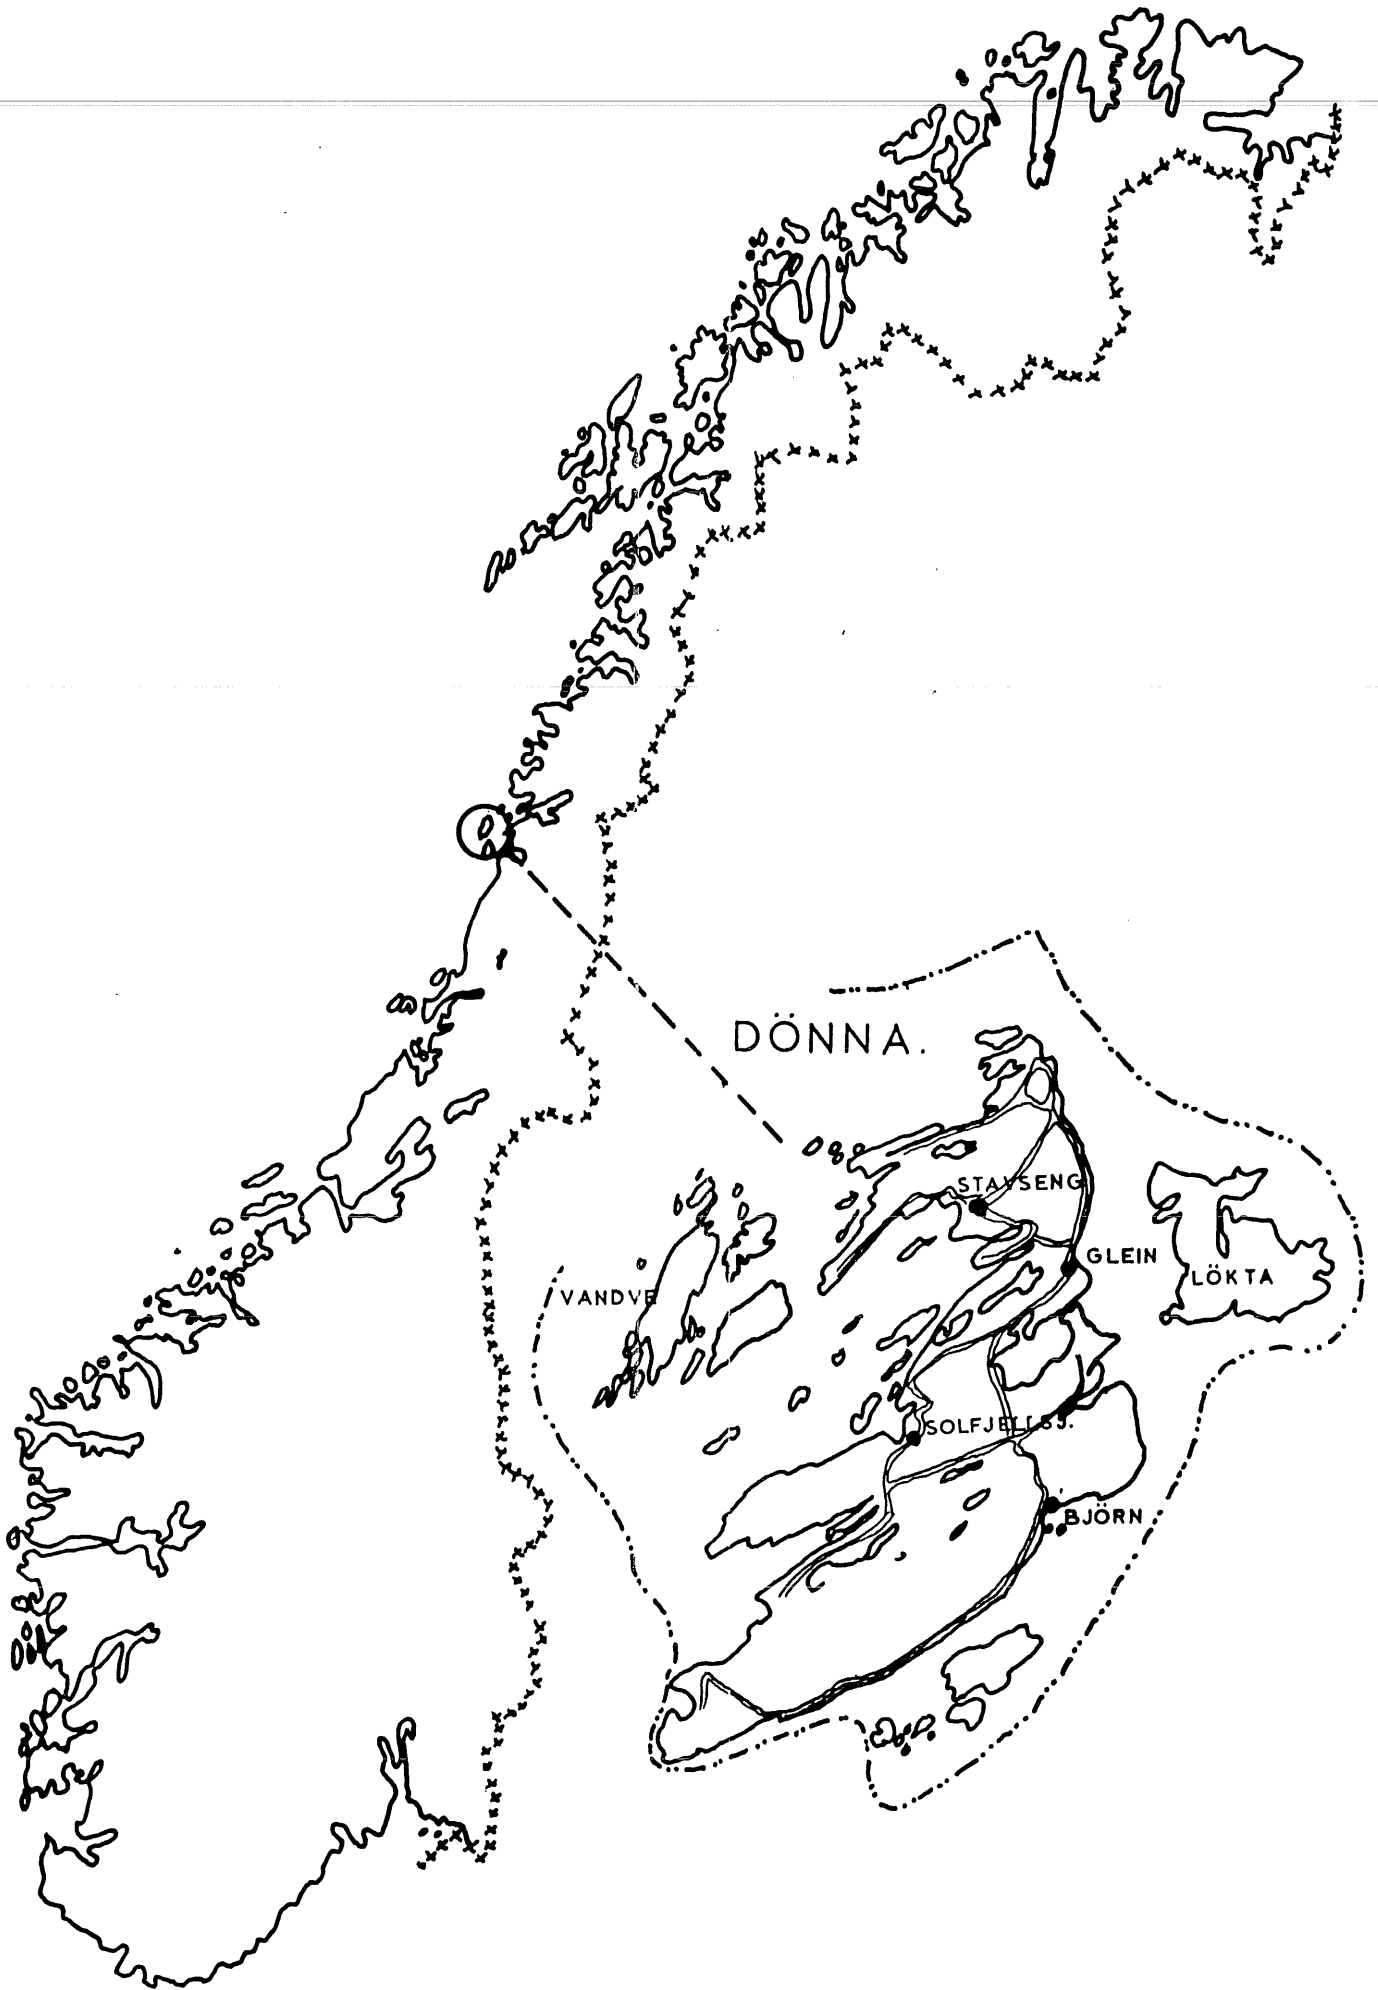 DÖNNA.
STAVSENG
GLEIN
LÖKTA
VANDVE
SOLFJELLSJ.
BJÖRN